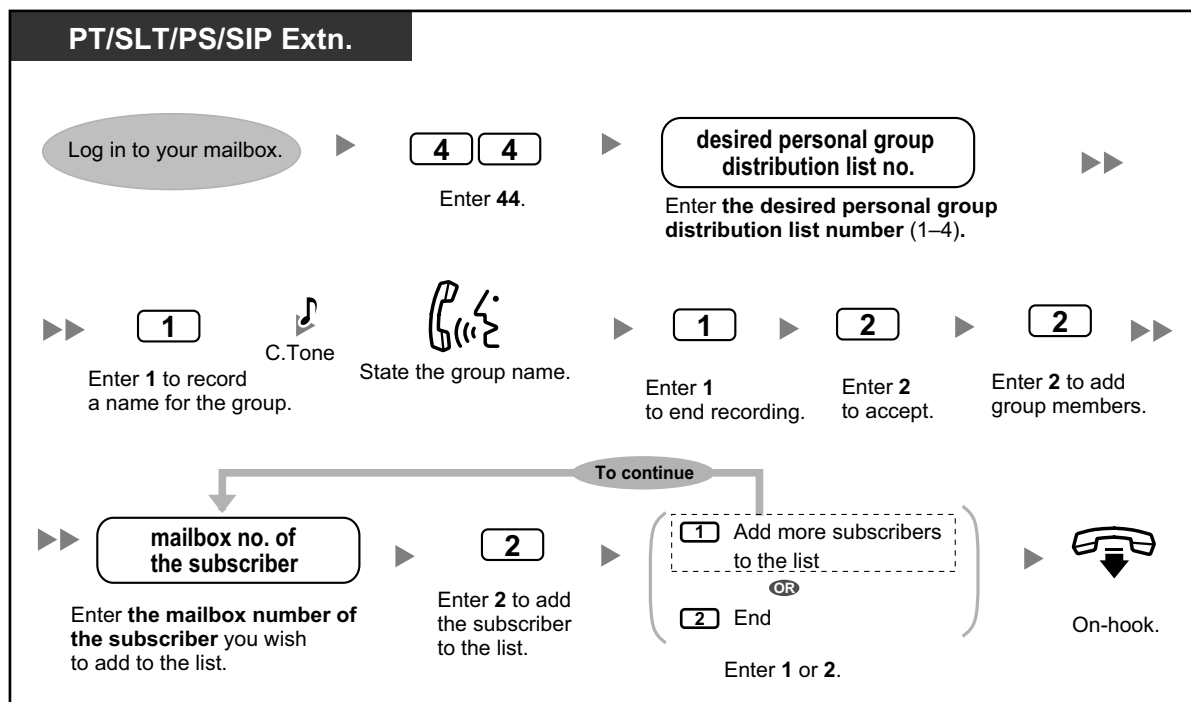 PT/SLT/PS/SIP Extn.
Log in to your mailbox.
4 4
Enter 44.
desired personal group
distribution list no.
Enter the desired personal group
distribution list number (1–4).
1
Enter 1 to record
a name for the group.
C.Tone
State the group name.
1
Enter 1
to end recording.
2
Enter 2
to accept.
2
Enter 2 to add
group members.
To continue
mailbox no. of
the subscriber
Enter the mailbox number of
the subscriber you wish
to add to the list.
2
Enter 2 to add
the subscriber
to the list.
1 Add more subscribers
to the list
OR
2 End
Enter 1 or 2.
On-hook.